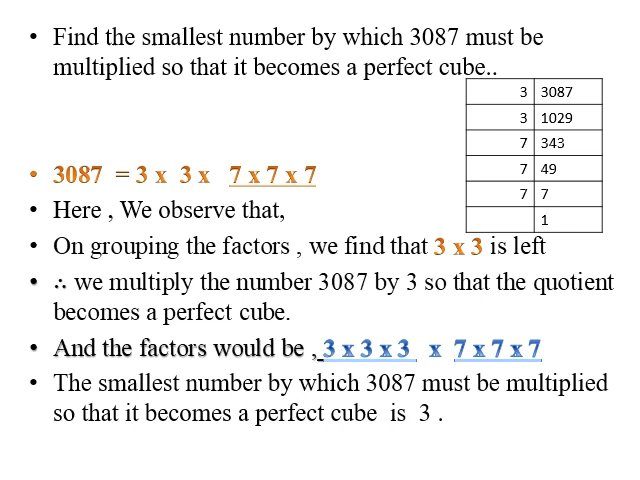 • Find the smallest number by which 3087 must be
multiplied so that it becomes a perfect cube..
3 3087
3 1029
7 343
7 49
7 7
1
• 3087 = 3 x 3 x 7 x 7 x 7
• Here , We observe that,
• On grouping the factors , we find that 3 x 3 is left
• ∴ we multiply the number 3087 by 3 so that the quotient
becomes a perfect cube.
• And the factors would be , 3 x 3 x 3 x 7 x 7 x 7
• The smallest number by which 3087 must be multiplied
so that it becomes a perfect cube is 3 .